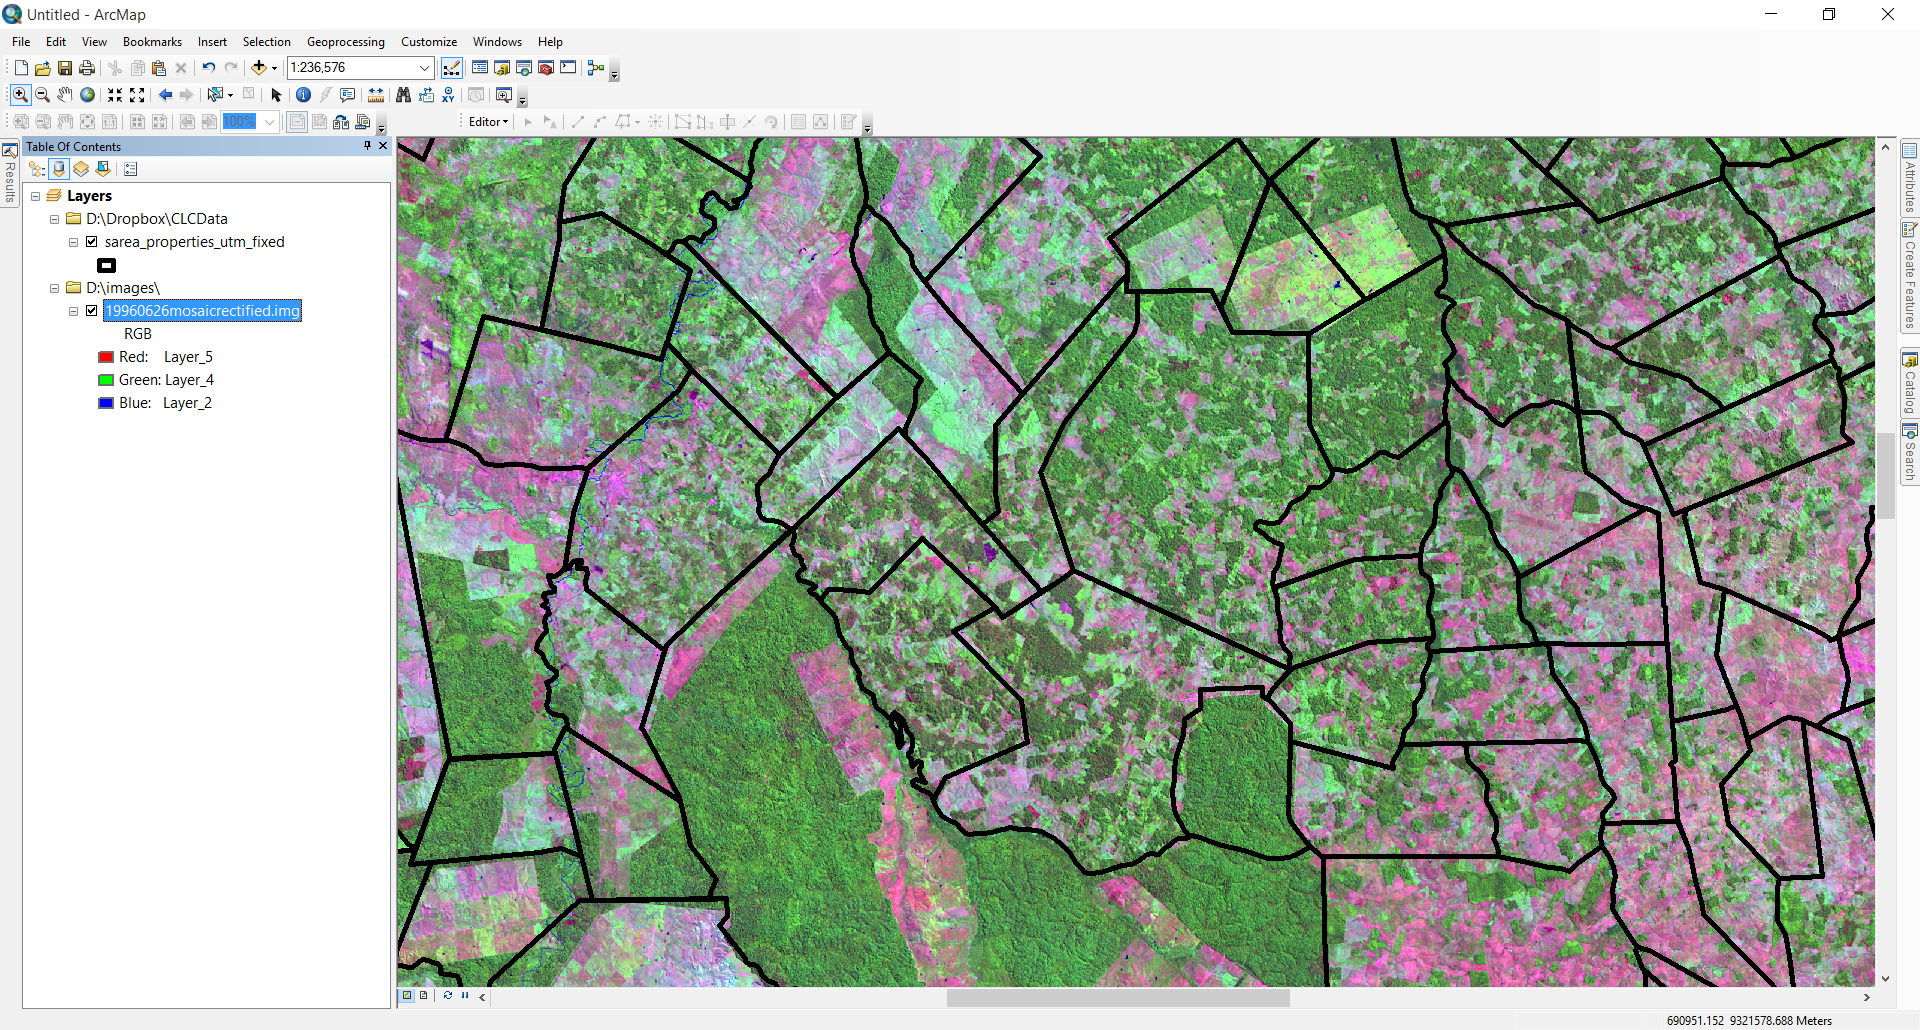 Untitled - ArcMap
File Edit View Bookmarks Insert Selection Geoprocessing Customize Windows Help
1:236,576
100%
Editor
Table Of Contents
Results
Layers
D:\Dropbox\CLCData
sarea_properties_utm_fixed
D:\images\
19960626mosaicrectified.img
RGB
Red: Layer_5
Green: Layer_4
Blue: Layer_2
Attributes
Create Features
Catalog
Search
690951.152 9321578.688 Meters